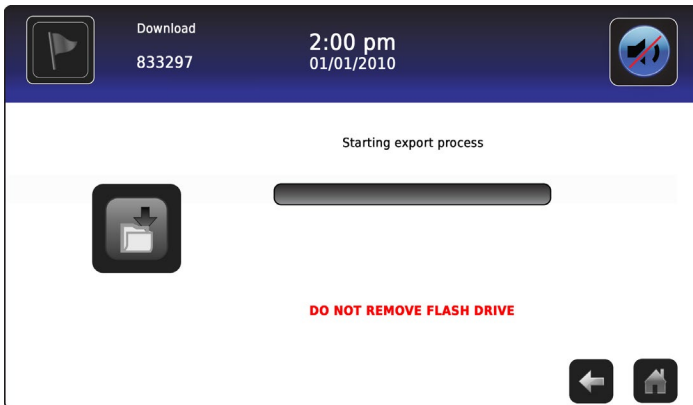 Download
833297
2:00 pm
01/01/2010
Starting export process
DO NOT REMOVE FLASH DRIVE